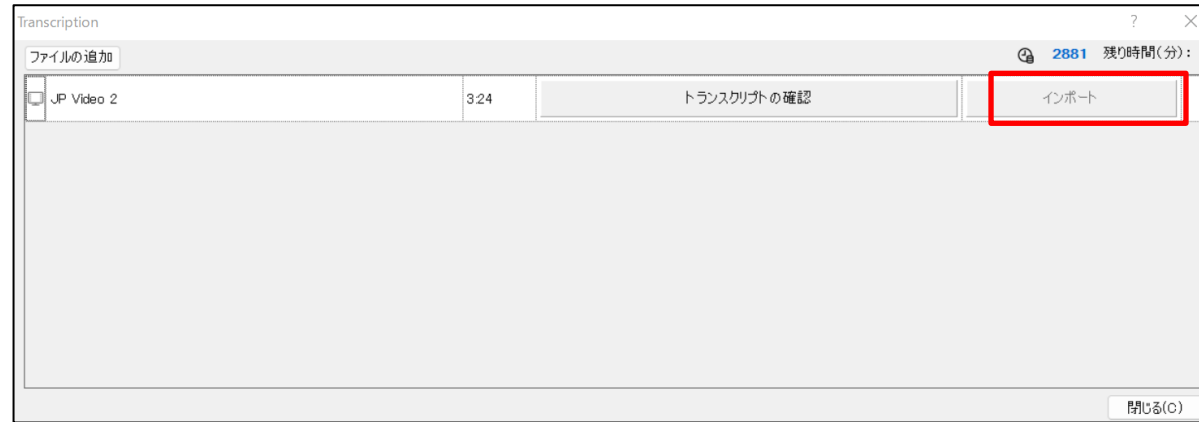 Transcription ?
ファイルの追加 2881 残り時間(分):
JP Video 2 3:24 トランスクリプトの確認 インポート
閉じる(C)